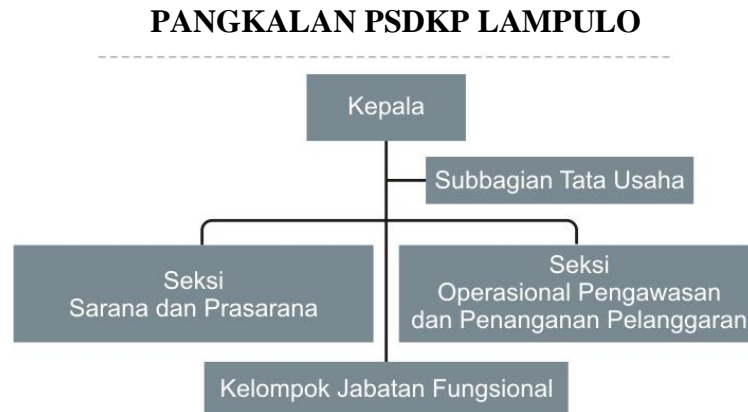 PANGKALAN PSDKP LAMPULO
Kepala
Subbagian Tata Usaha
Seksi
Sarana dan Prasarana
Seksi
Operasional Pengawasan
dan Penanganan Pelanggaran
Kelompok Jabatan Fungsional